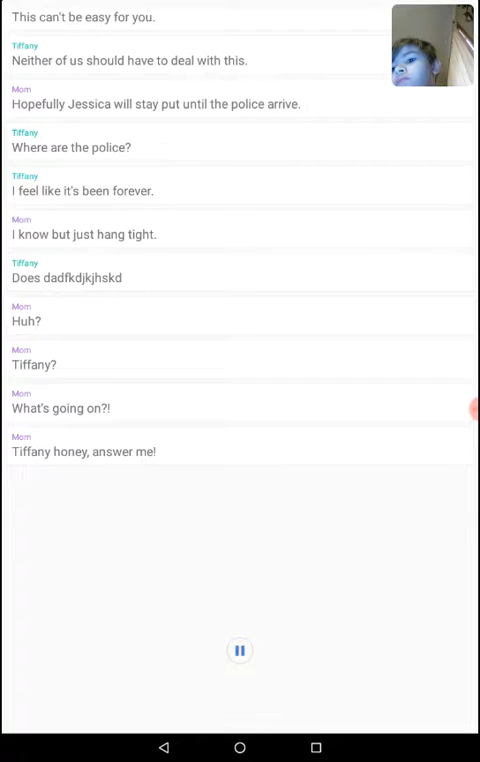 This can't be easy for you.
Tiffany
Neither of us should have to deal with this.
Mom
Hopefully Jessica will stay put until the police arrive.
Tiffany
Where are the police?
Tiffany
I feel like it's been forever.
Mom
I know but just hang tight.
Tiffany
Does dadfkdjkjhskd
Mom
Huh?
Mom
Tiffany?
Mom
What's going on?!
Mom
Tiffany honey, answer me!